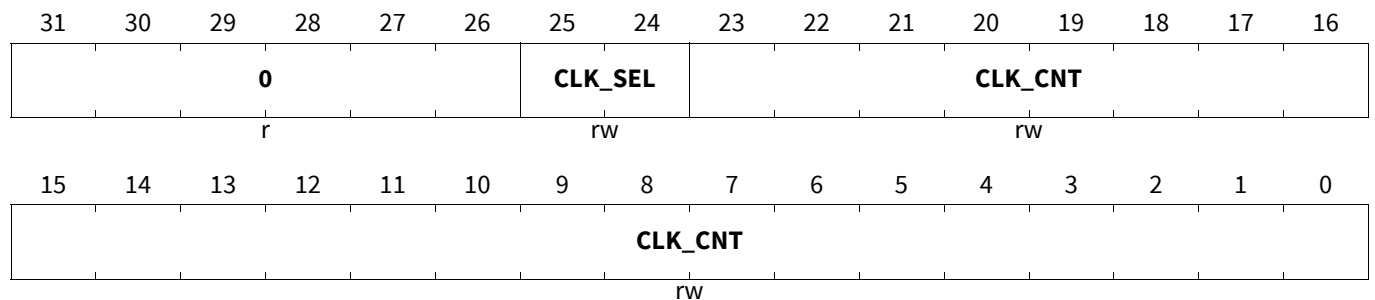 31 30 29 28 27 26 25 24 23 22 21 20 19 18 17 16
0 CLK_SEL CLK_CNT
r rw rw
15 14 13 12 11 10 9 8 7 6 5 4 3 2 1 0
CLK_CNT
rw